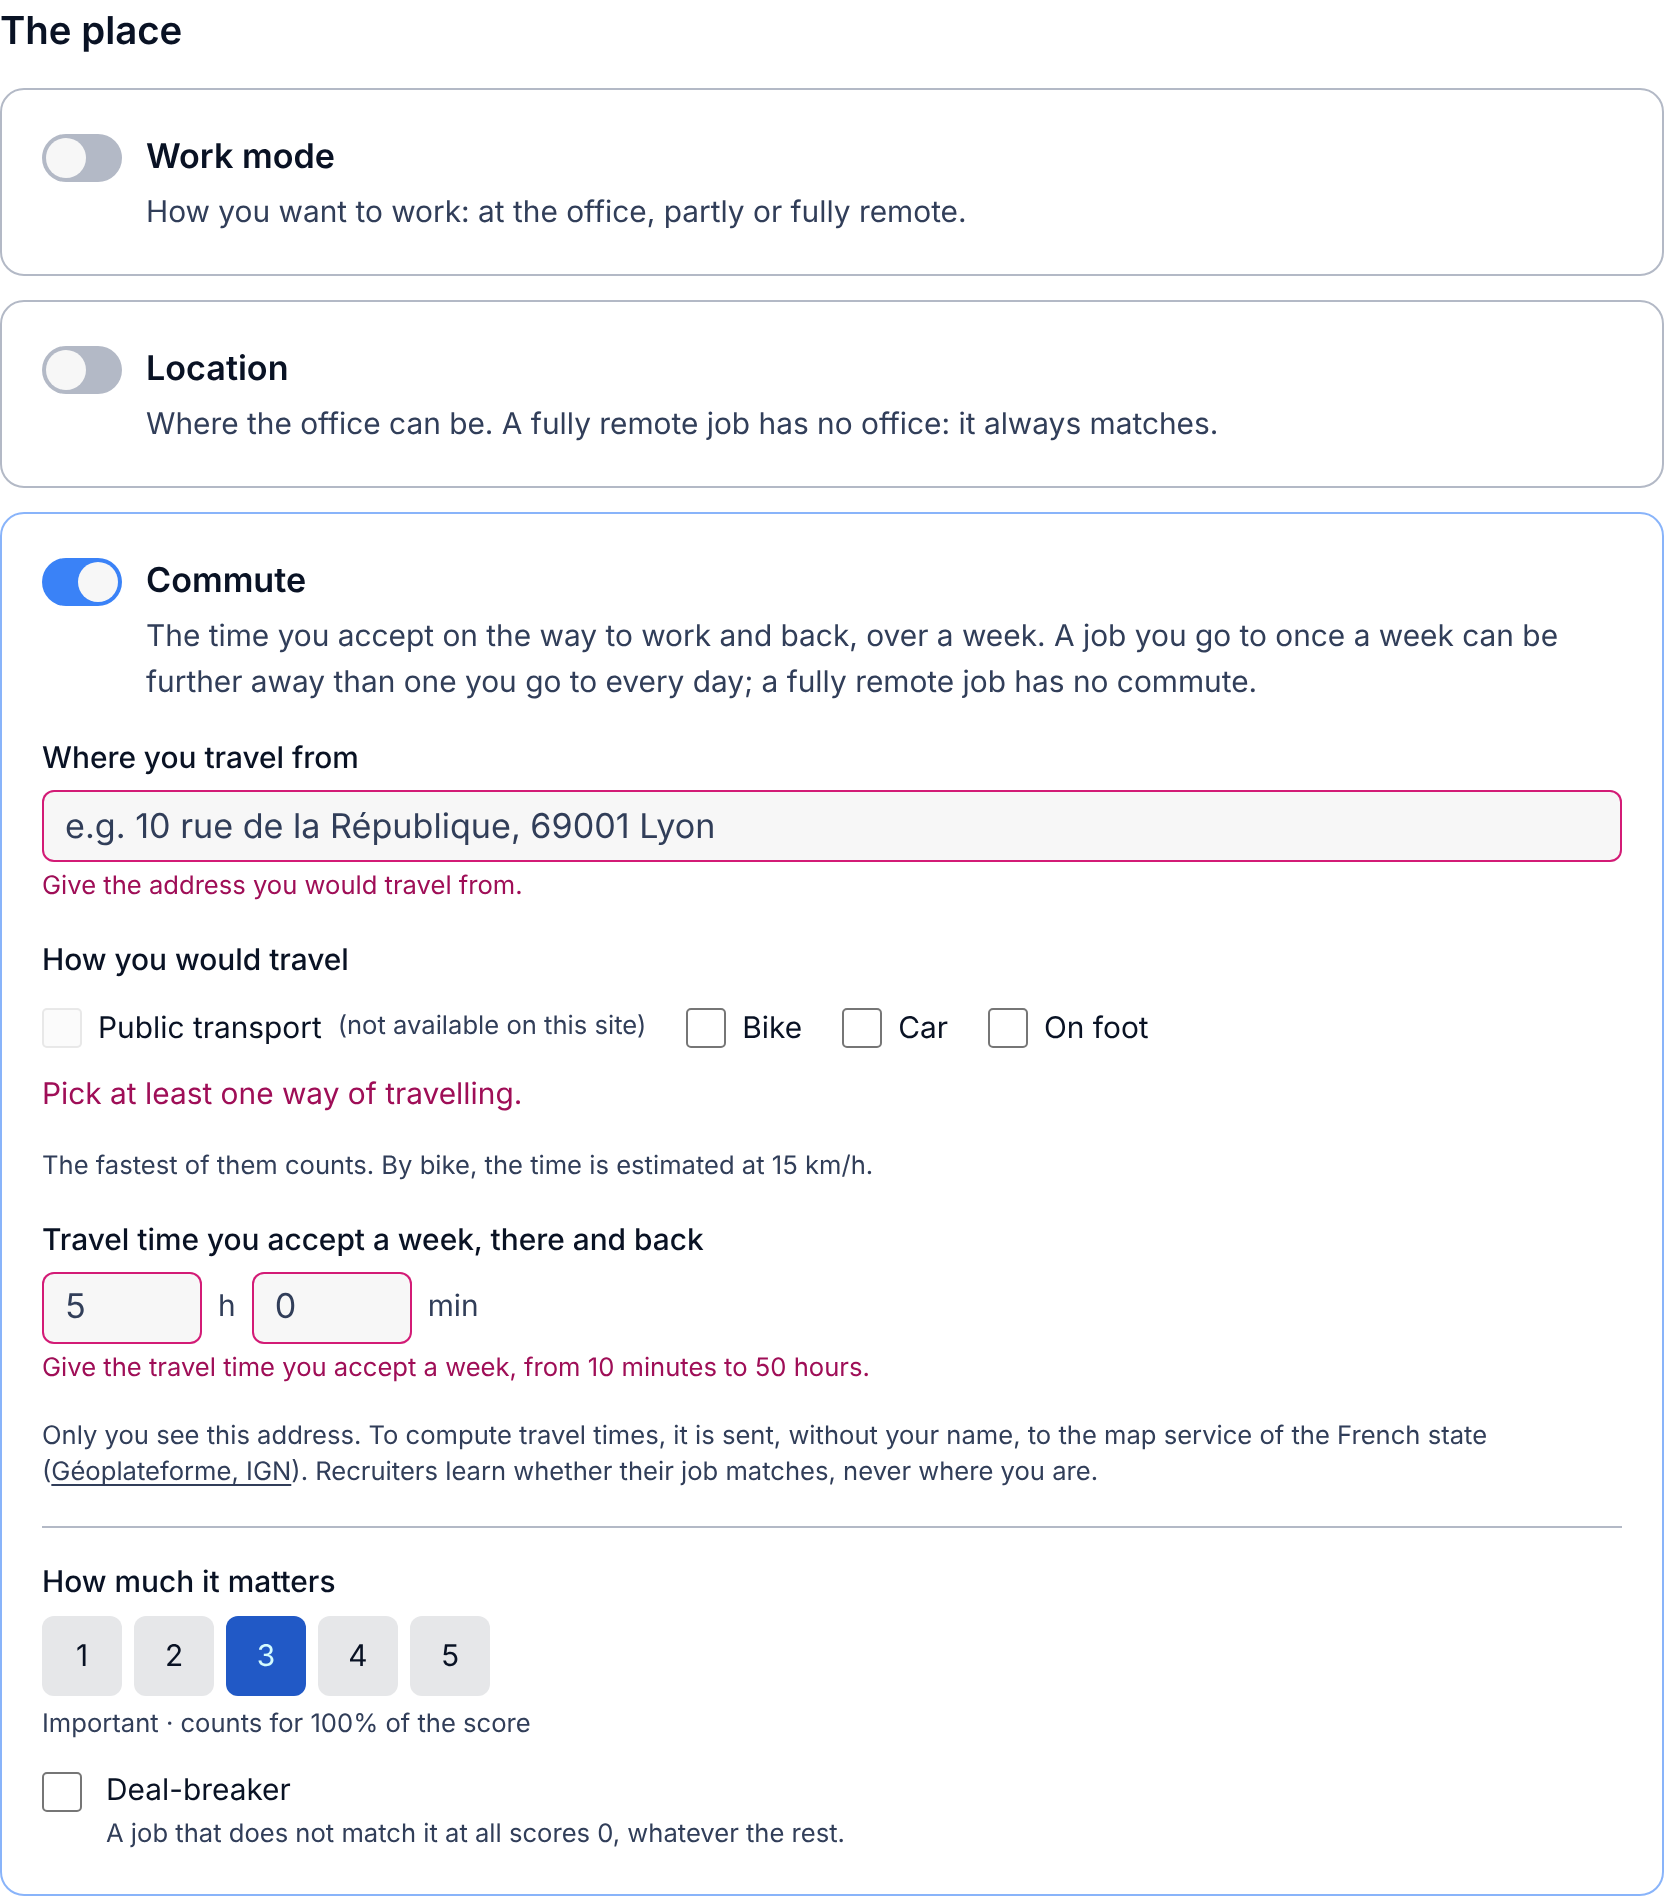 The place
Work mode
How you want to work: at the office, partly or fully remote.
Location
Where the office can be. A fully remote job has no office: it always matches.
Commute
The time you accept on the way to work and back, over a week. A job you go to once a week can be
further away than one you go to every day; a fully remote job has no commute.
Where you travel from
e.g. 10 rue de la République, 69001 Lyon
Give the address you would travel from.
How you would travel
Public transport (not available on this site) Bike Car On foot
Pick at least one way of travelling.
The fastest of them counts. By bike, the time is estimated at 15 km/h.
Travel time you accept a week, there and back
5 h 0 min
Give the travel time you accept a week, from 10 minutes to 50 hours.
Only you see this address. To compute travel times, it is sent, without your name, to the map service of the French state
(Géoplateforme, IGN). Recruiters learn whether their job matches, never where you are.
How much it matters
1 2 3 4 5
Important · counts for 100% of the score
Deal-breaker
A job that does not match it at all scores 0, whatever the rest.